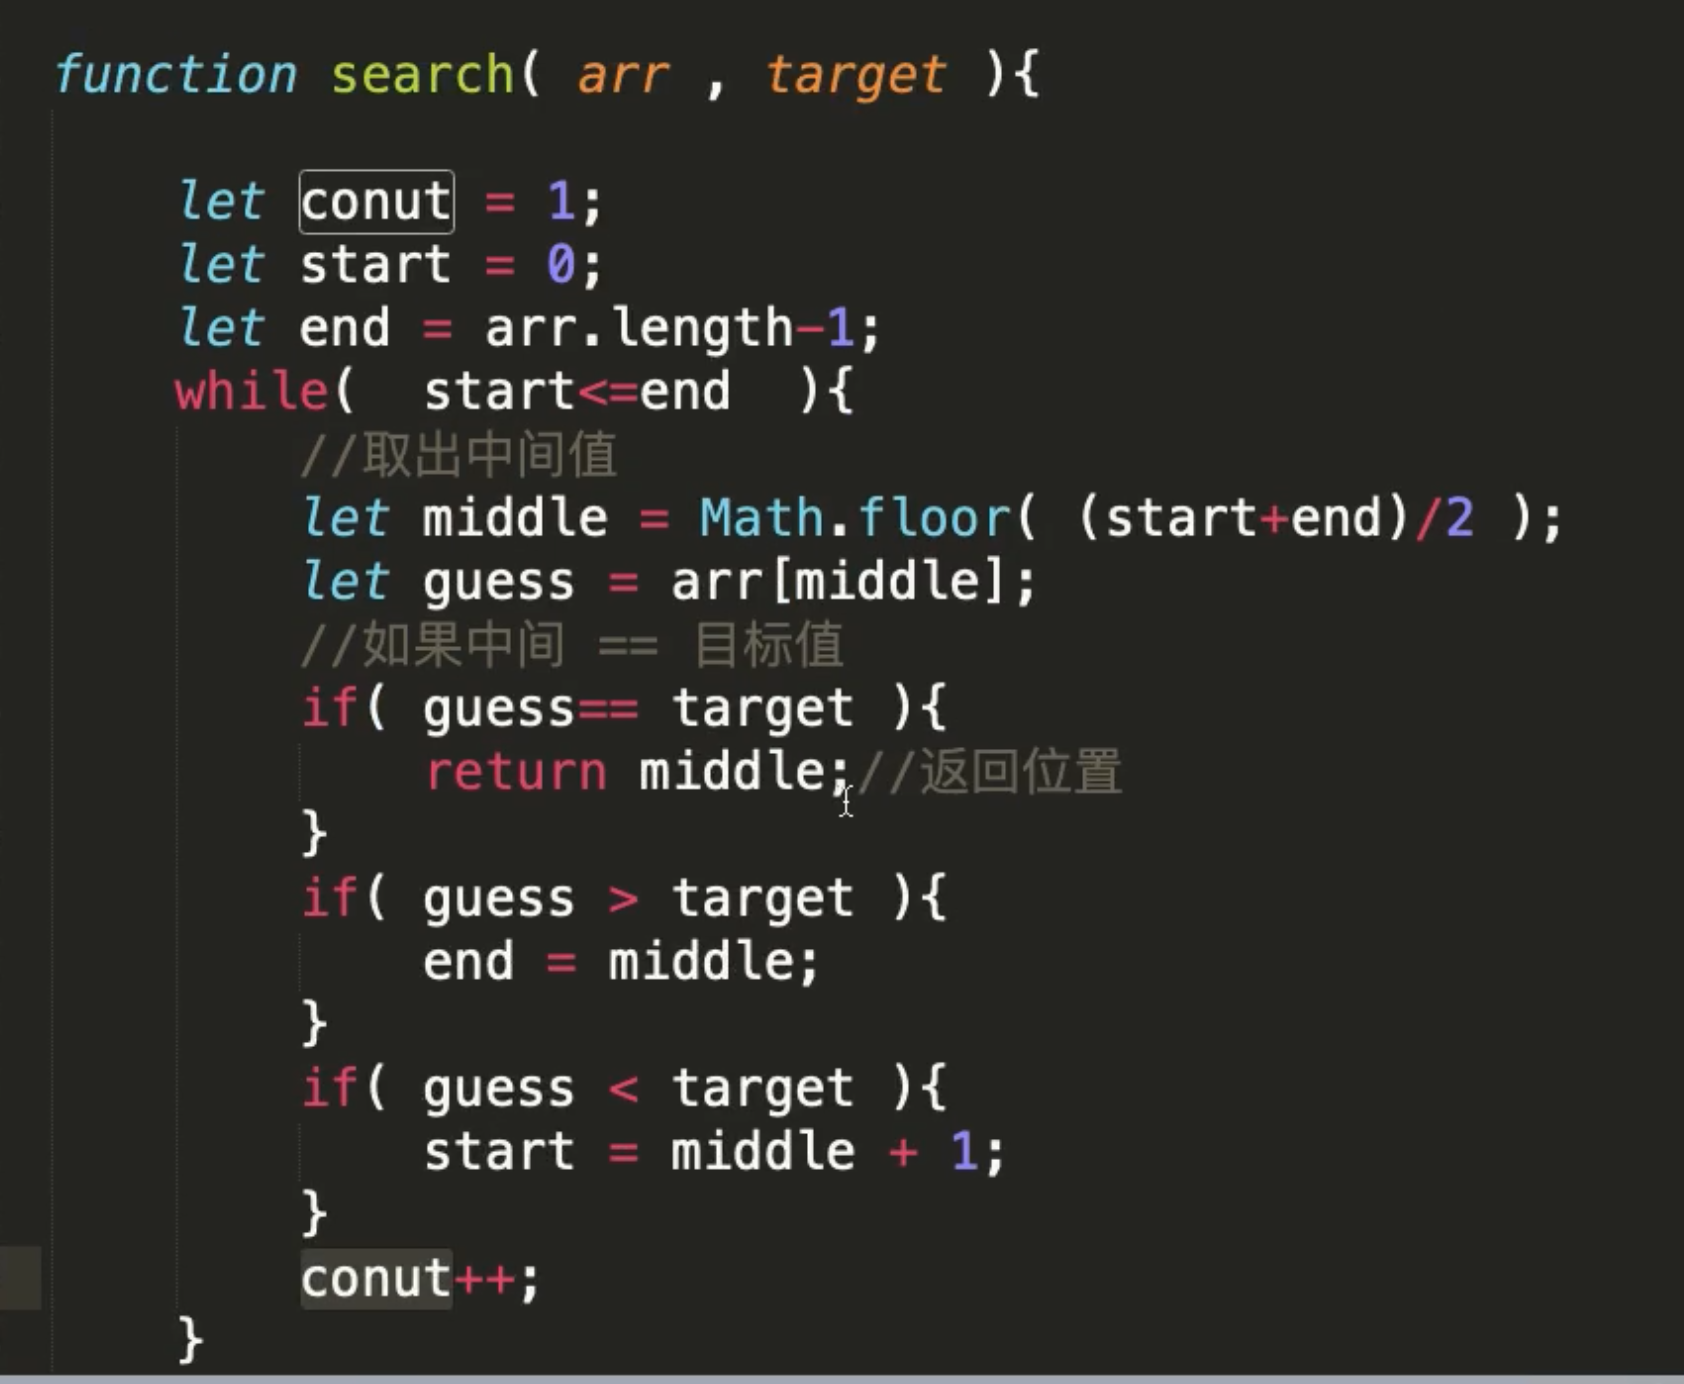 function search( arr , target ){
let conut = 1;
let start = 0;
let end = arr.length-1;
while(  start<=end  ){
//取出中间值
let middle = Math.floor( (start+end)/2 );
let guess = arr[middle];
//如果中间 == 目标值
if( guess== target ){
return middle;//返回位置
}
if( guess > target ){
end = middle;
}
if( guess < target ){
start = middle + 1;
}
conut++;
}